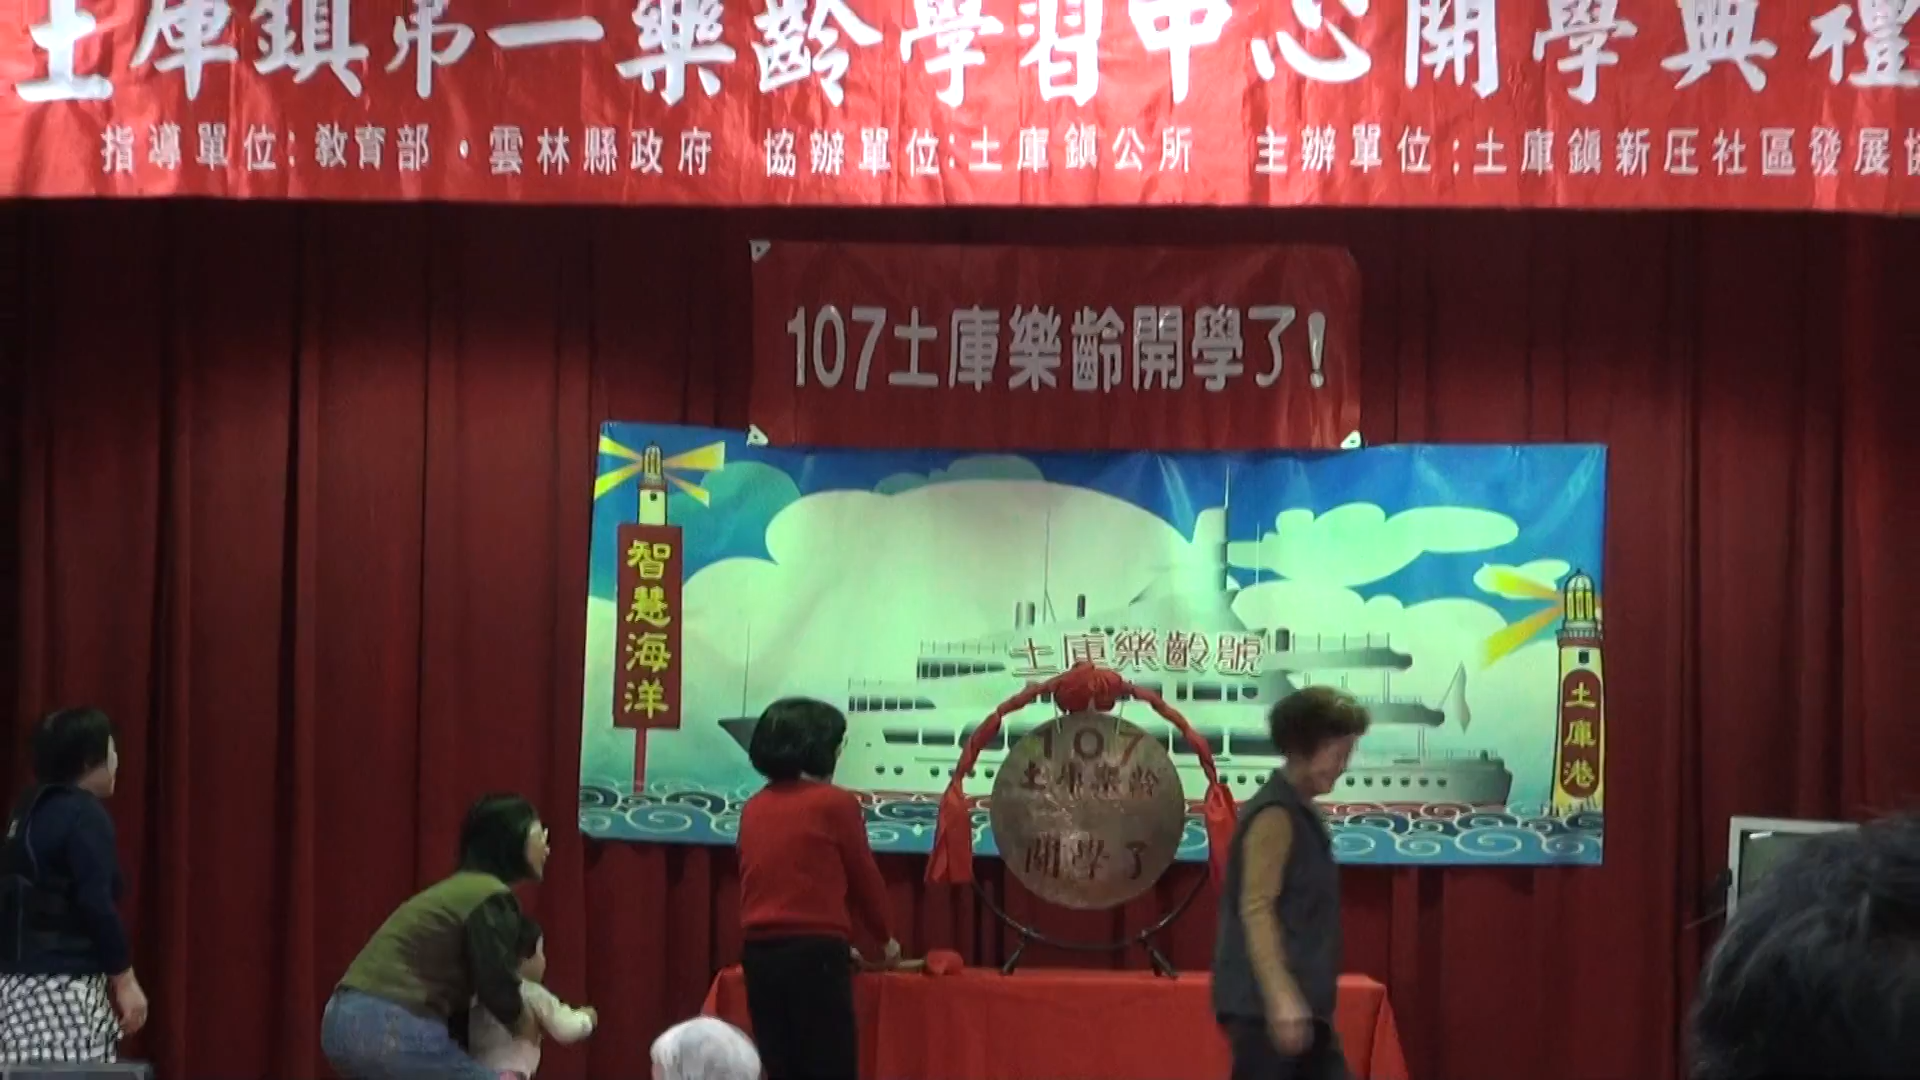 土庫鎮第一樂齡學習中心開學典禮
指導單位:教育部・雲林縣政府 協辦單位:土庫鎮公所 主辦單位:土庫鎮新庄社區發展協
107土庫樂齡開學了!
智慧海洋
土庫樂齡號
土庫港
107
土庫樂齡
開學了